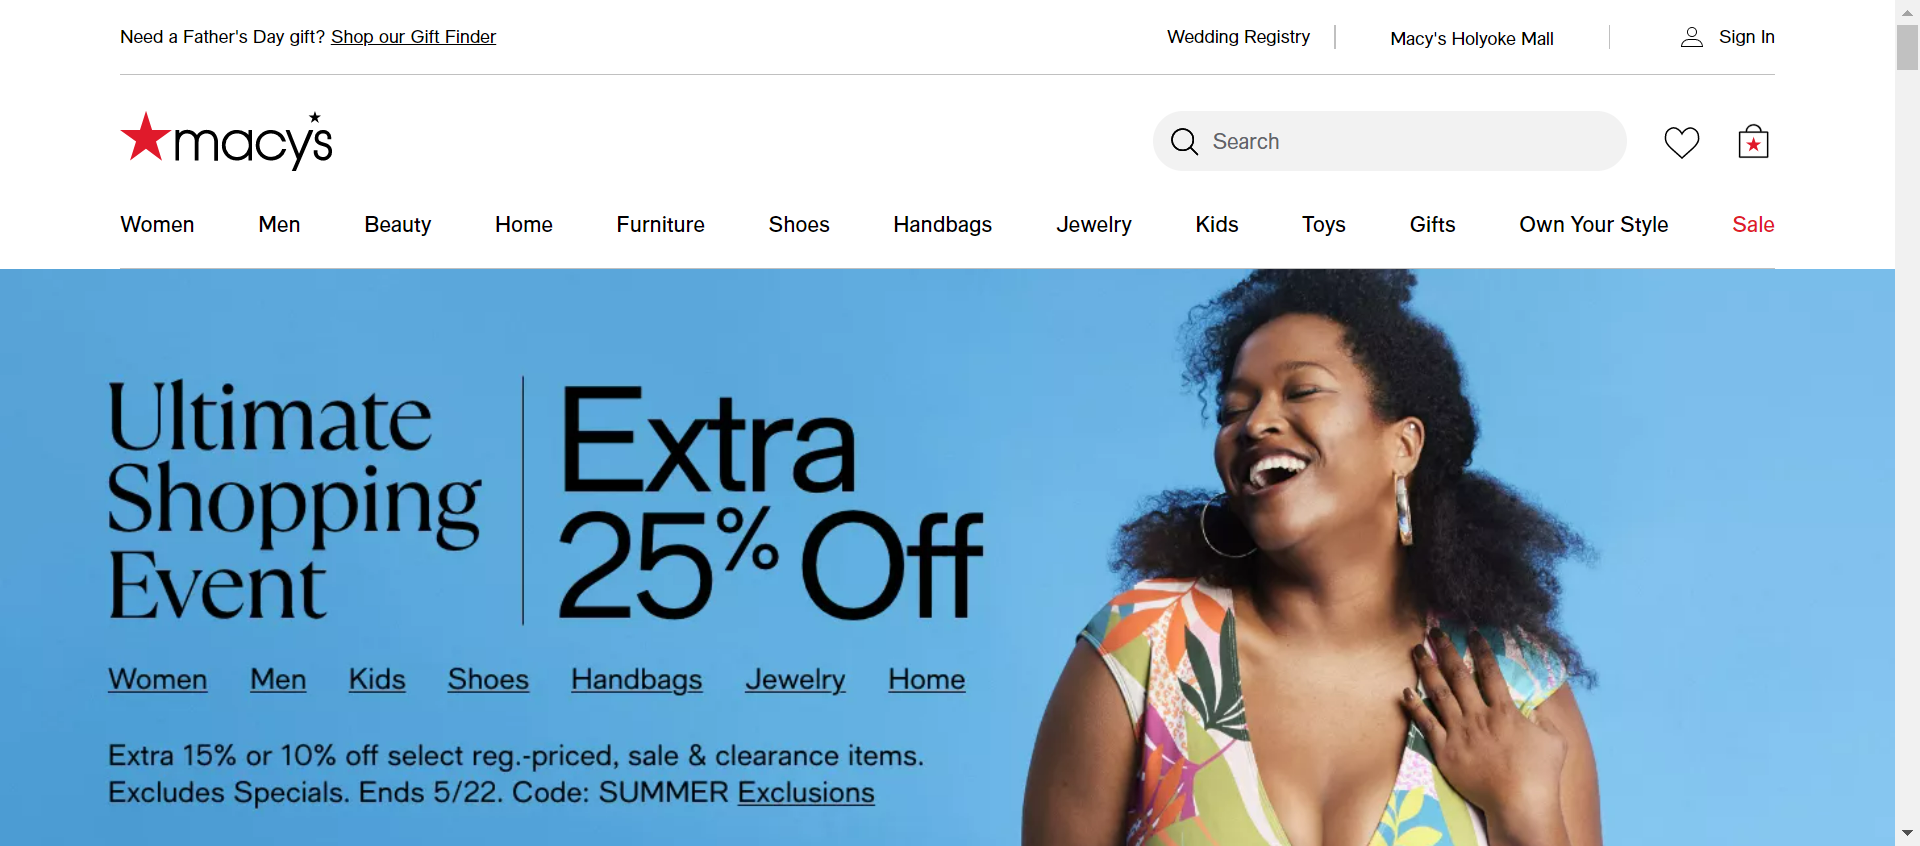 Need a Father's Day gift? Shop our Gift Finder
Wedding Registry
Macy's Holyoke Mall
Sign In
macy's
Search
Women Men Beauty Home Furniture Shoes Handbags Jewelry Kids Toys Gifts Own Your Style Sale
Ultimate
Shopping
Event
Extra
25% Off
Women Men Kids Shoes Handbags Jewelry Home
Extra 15% or 10% off select reg.-priced, sale & clearance items.
Excludes Specials. Ends 5/22. Code: SUMMER Exclusions